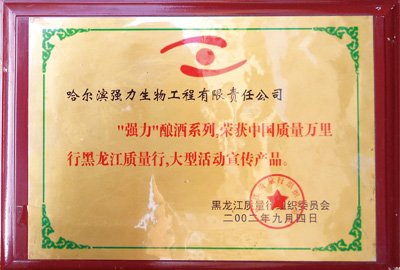 哈尔滨强力生物工程有限责任公司
"强力"酿酒系列,荣获中国质量万里
行黑龙江质量行,大型活动宣传产品。
黑龙江质量行组织委员会
二00二年九月四日